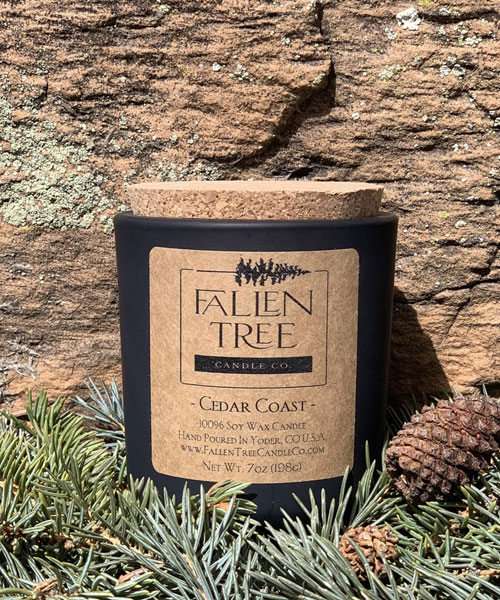 FALLEN
TREE
CANDLE CO.
- CEDAR COAST -
100% SOY WAX CANDLE
HAND POURED IN YODER, CO U.S.A
WWW.FALLENTREECANDLECO.COM
NET WT. 7OZ (198G)